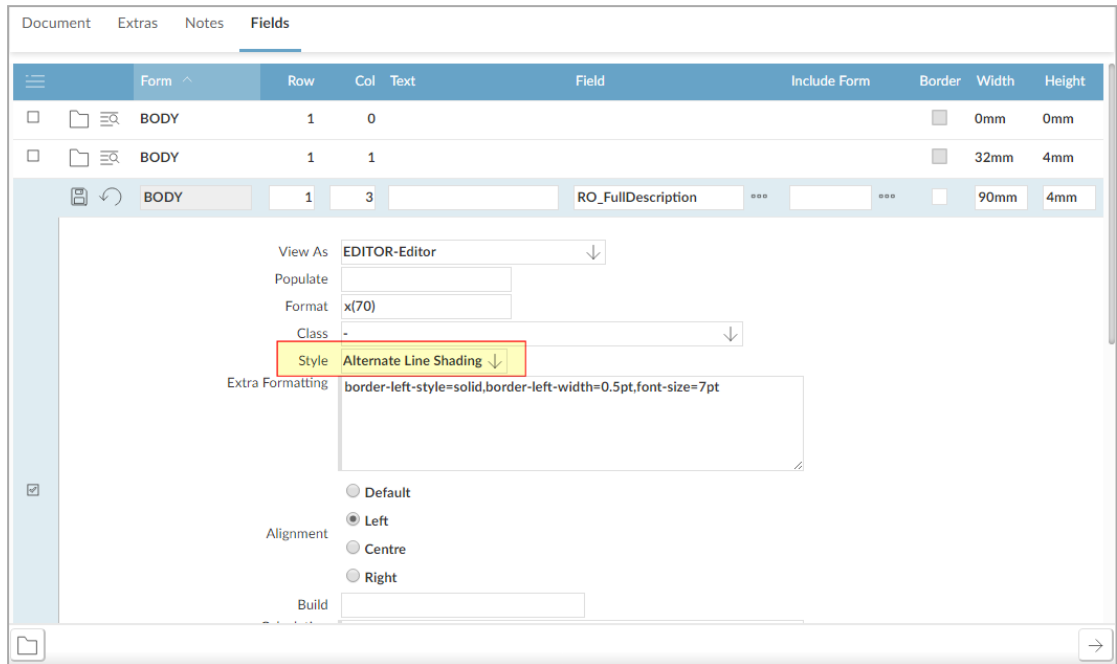 Document Extras Notes Fields
Form Row Col Text Field Include Form Border Width Height
BODY 1 0 0mm 0mm
BODY 1 1 32mm 4mm
BODY 1 3 RO_FullDescription 90mm 4mm
View As EDITOR-Editor
Populate
Format x(70)
Class -
Style Alternate Line Shading
Extra Formatting border-left-style=solid,border-left-width=0.5pt,font-size=7pt
Default
Left
Alignment
Centre
Right
Build